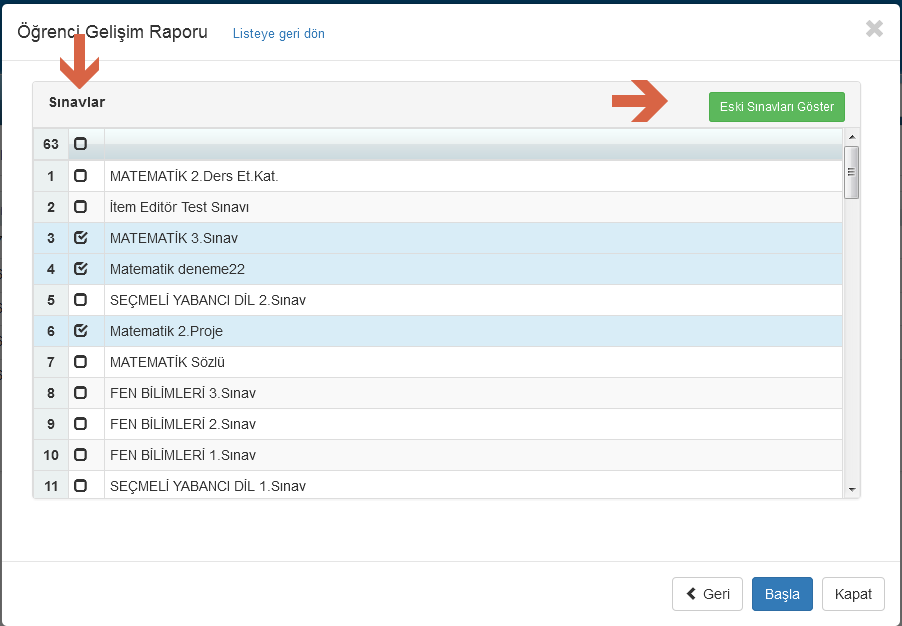 Öğrenci Gelişim Raporu Listeye geri dön
Sınavlar
Eski Sınavları Göster
63
1 MATEMATİK 2.Ders Et.Kat.
2 İtem Editör Test Sınavı
3 MATEMATİK 3.Sınav
4 Matematik deneme22
5 SEÇMELİ YABANCI DİL 2.Sınav
6 Matematik 2.Proje
7 MATEMATİK Sözlü
8 FEN BİLİMLERİ 3.Sınav
9 FEN BİLİMLERİ 2.Sınav
10 FEN BİLİMLERİ 1.Sınav
11 SEÇMELİ YABANCI DİL 1.Sınav
Geri Başla Kapat